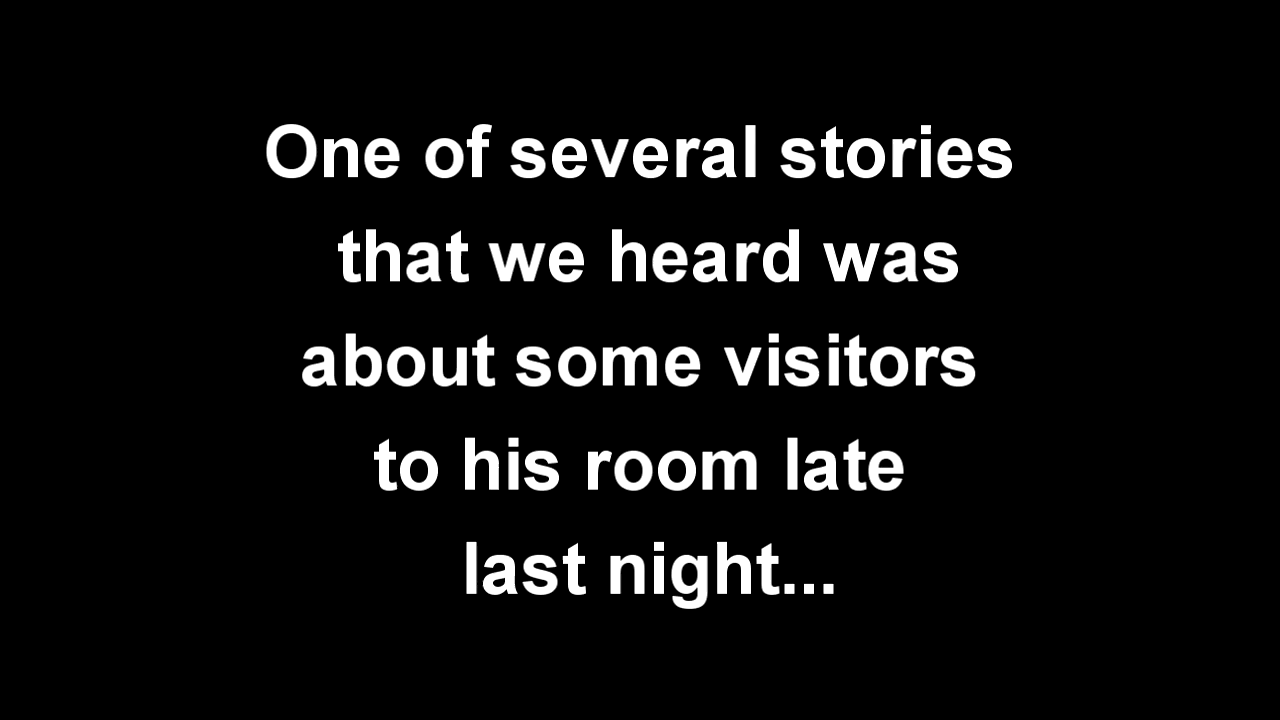 One of several stories
that we heard was
about some visitors
to his room late
last night...